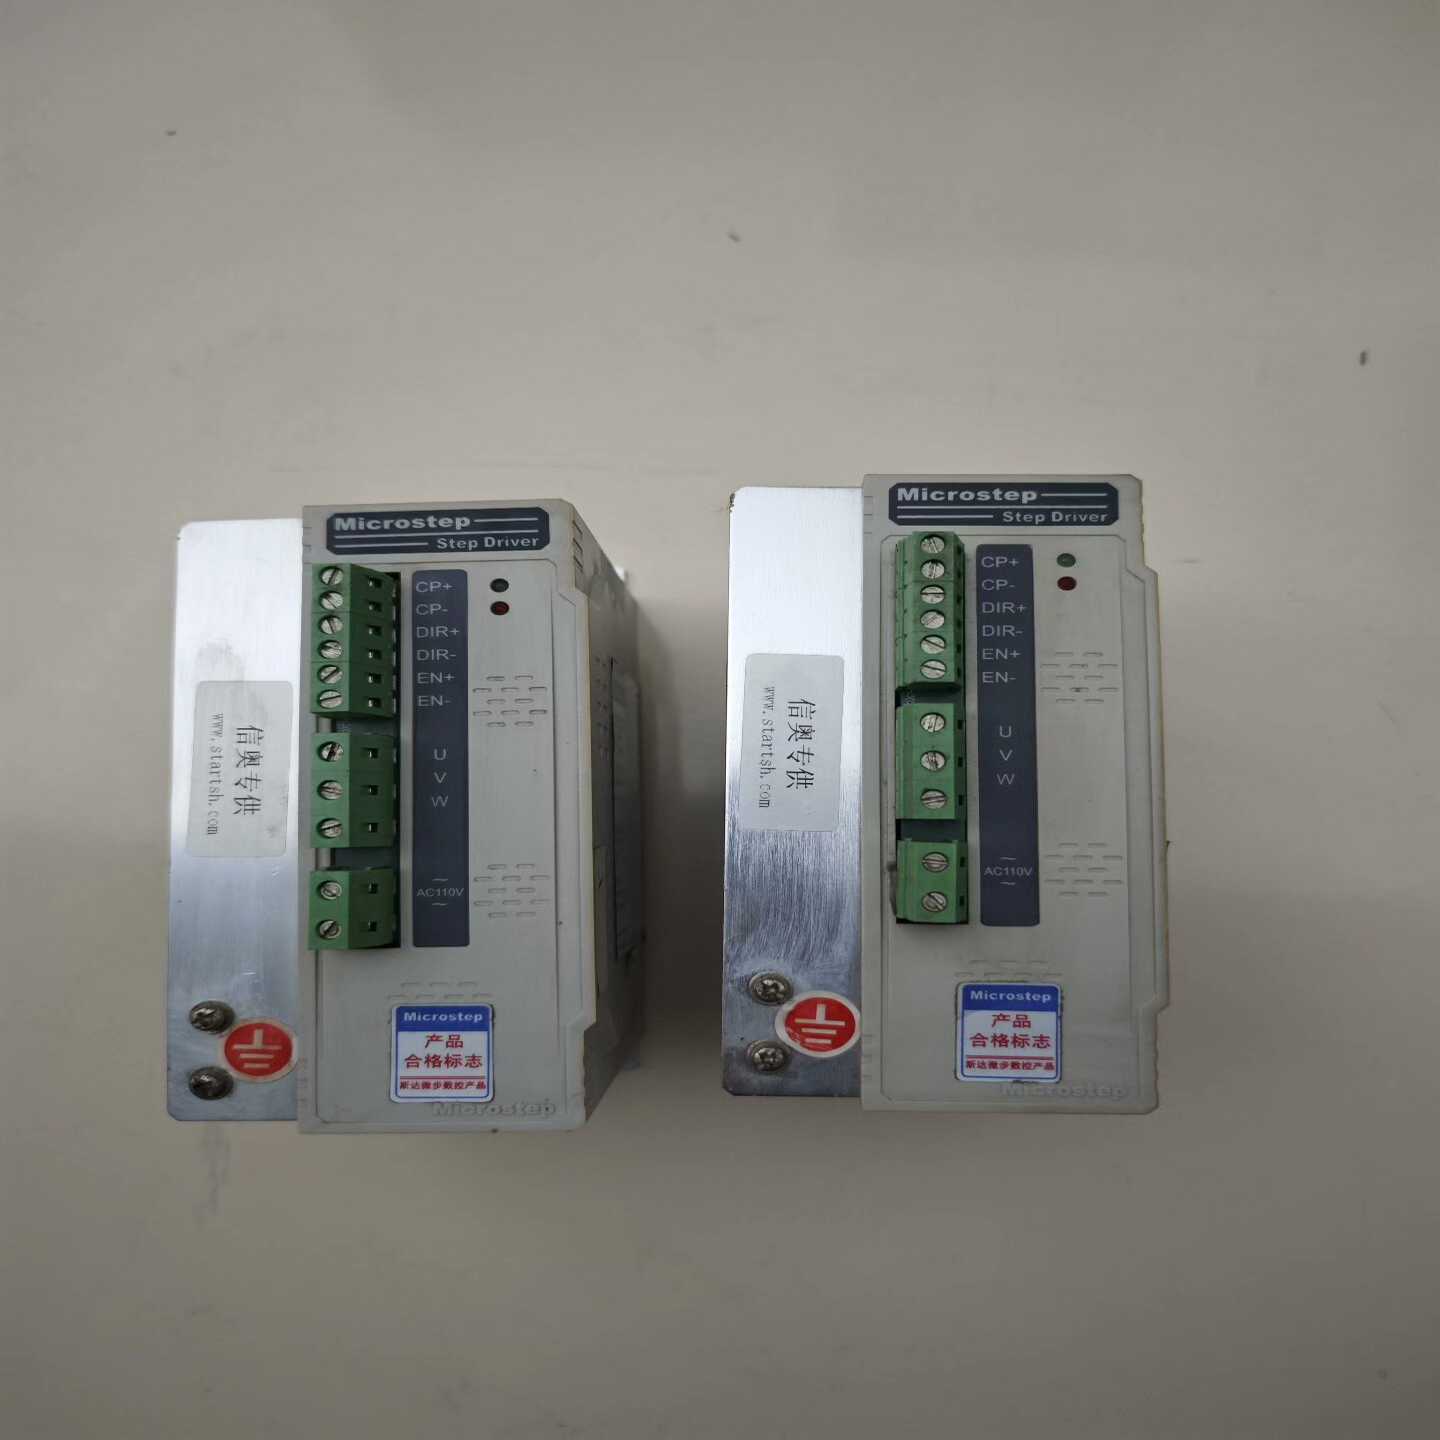 Microstep
Step Driver
CP+
CP-
DIR+
DIR-
EN+
EN-
U
V
W
~
AC110V
~
信奥专供
www.startsh.com
Microstep
产品
合格标志
斯达微步数控产品
Microstep
Microstep
Step Driver
CP+
CP-
DIR+
DIR-
EN+
EN-
U
V
W
~
AC110V
~
信奥专供
www.startsh.com
Microstep
产品
合格标志
斯达微步数控产品
Microstep